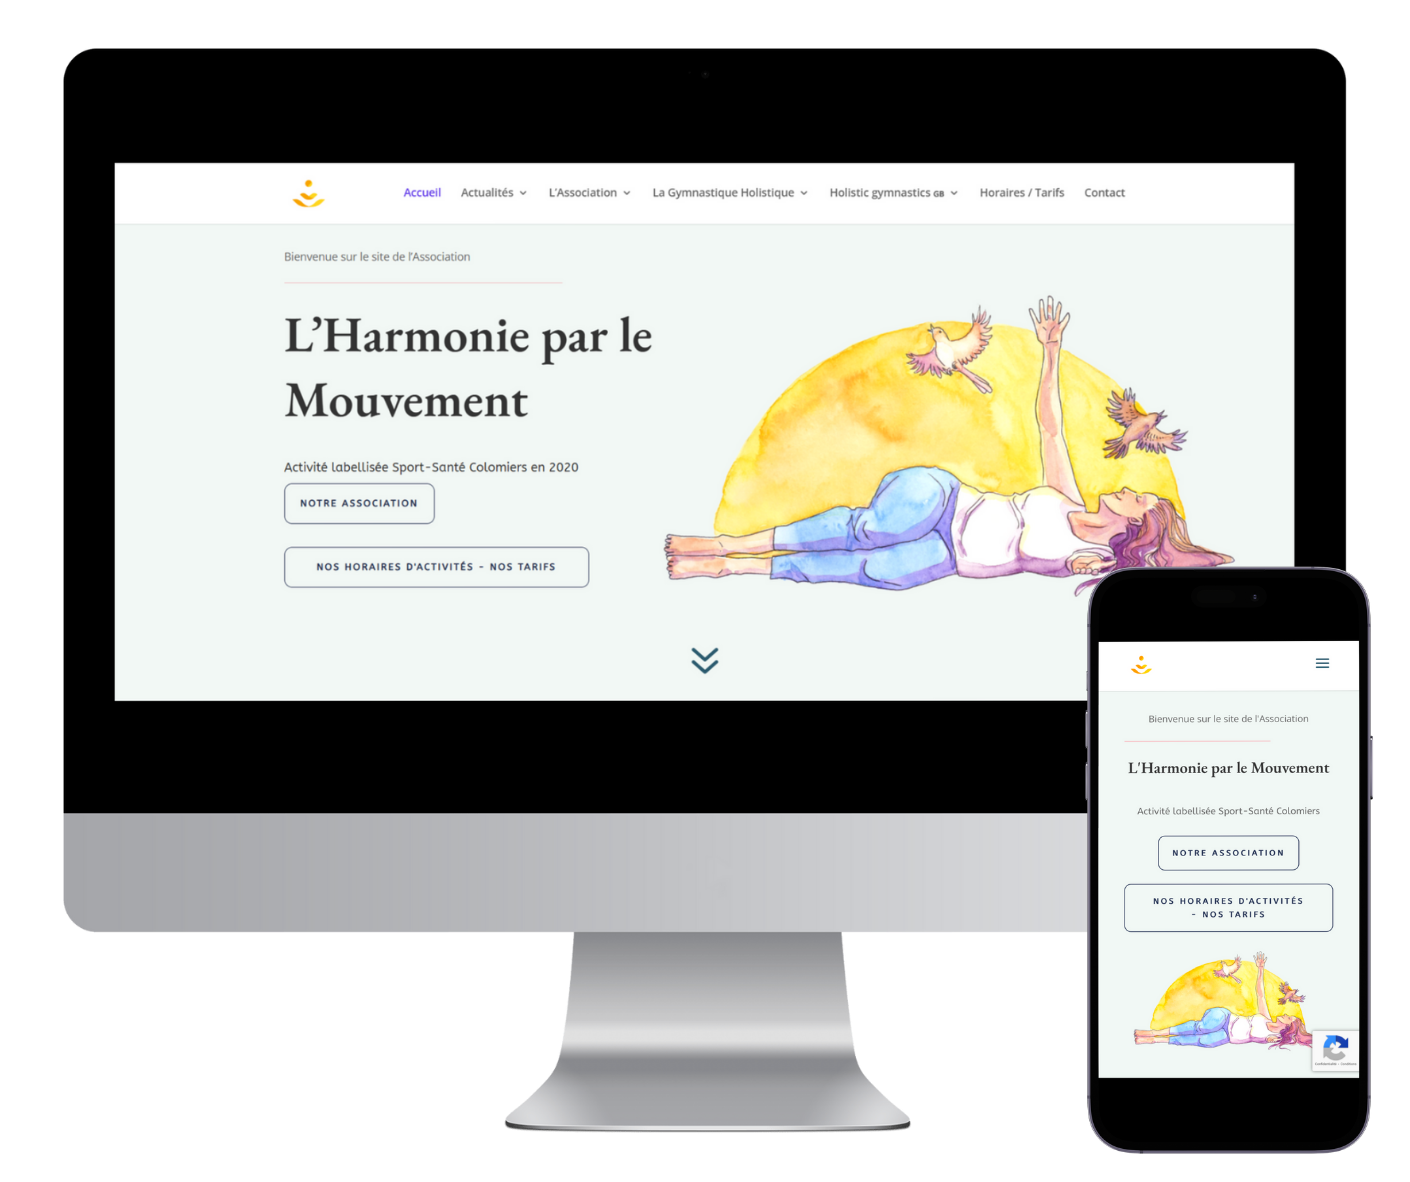 Accueil Actualités L'Association La Gymnastique Holistique Holistic gymnastics GB Horaires / Tarifs Contact
Bienvenue sur le site de l'Association
L’Harmonie par le
Mouvement
Activité labellisée Sport-Santé Colomiers en 2020
NOTRE ASSOCIATION
NOS HORAIRES D'ACTIVITÉS - NOS TARIFS
Bienvenue sur le site de l'Association
L'Harmonie par le Mouvement
Activité labellisée Sport-Santé Colomiers
NOTRE ASSOCIATION
NOS HORAIRES D'ACTIVITÉS
- NOS TARIFS